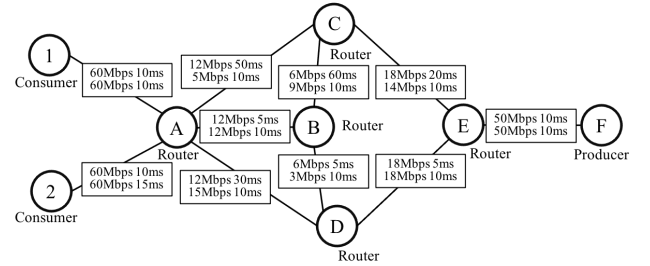 C
Router
1
Consumer
60Mbps 10ms
60Mbps 10ms
12Mbps 50ms
5Mbps 10ms
6Mbps 60ms
9Mbps 10ms
18Mbps 20ms
14Mbps 10ms
A
Router
12Mbps 5ms
12Mbps 10ms
B
Router
E
Router
50Mbps 10ms
50Mbps 10ms
F
Producer
2
Consumer
60Mbps 10ms
60Mbps 15ms
12Mbps 30ms
15Mbps 10ms
6Mbps 5ms
3Mbps 10ms
18Mbps 5ms
18Mbps 10ms
D
Router